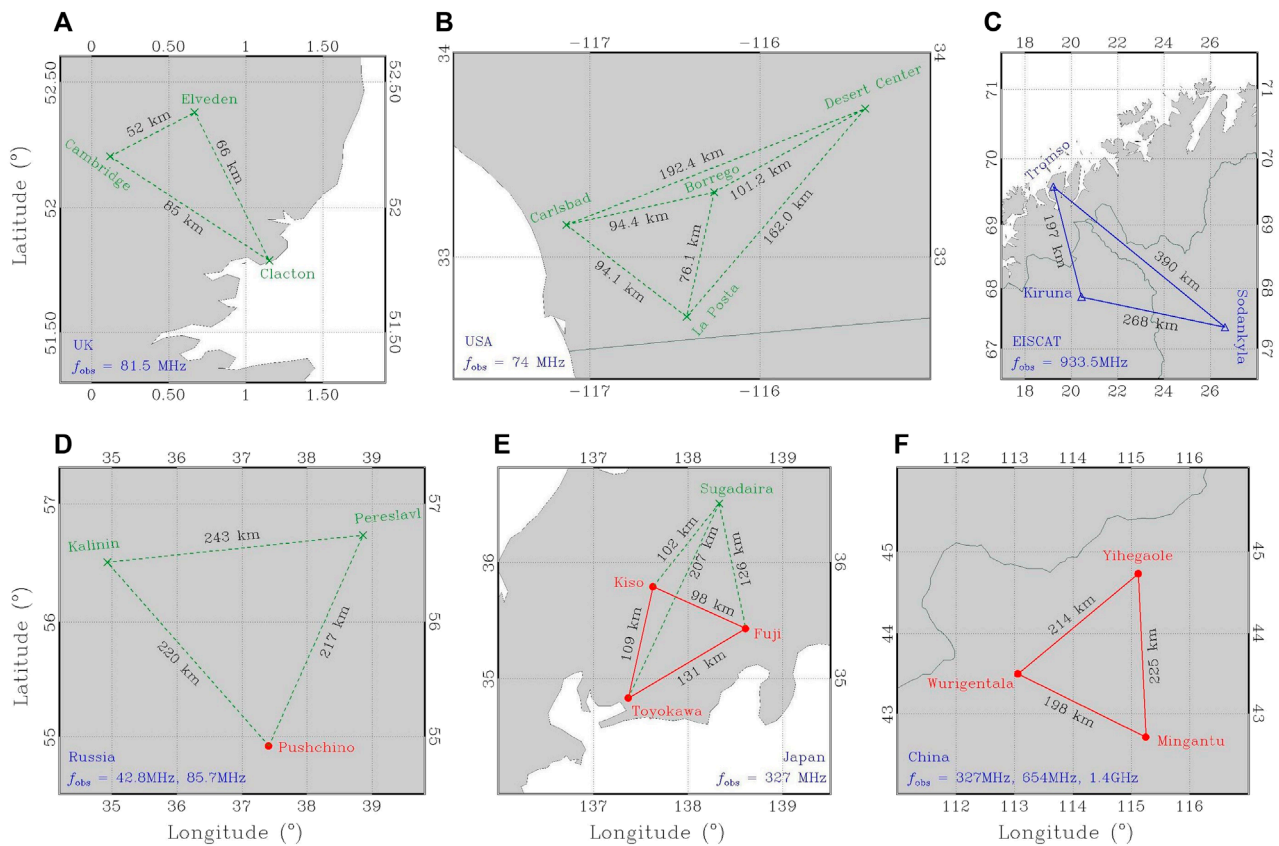 A
0 0.50 1 1.50
52.50 52.50
Elveden
52 km
Cambridge
66 km
Latitude (°)
52 52
85 km
Clacton
51.50 51.50
UK
f_obs = 81.5 MHz
0 0.50 1 1.50
B
-117 -116
34 34
Desert Center
192.4 km
Borrego
101.2 km
Carlsbad
94.4 km
162.0 km
33 33
76.1 km
94.1 km
La Posta
USA
f_obs = 74 MHz
-117 -116
C
18 20 22 24 26
71 71
70 70
Tromso
69 69
197 km
390 km
68 68
Kiruna
268 km
Sodankyla
67 67
EISCAT
f_obs = 933.5MHz
18 20 22 24 26
D
35 36 37 38 39
57 57
Pereslavl
243 km
Kalinin
Latitude (°)
56 56
217 km
220 km
55 55
Pushchino
Russia
f_obs = 42.8MHz, 85.7MHz
35 36 37 38 39
Longitude (°)
E
137 138 139
Sugadaira
102 km
207 km
126 km
36 36
Kiso
98 km
Fuji
109 km
131 km
35 35
Toyokawa
Japan
f_obs = 327 MHz
137 138 139
Longitude (°)
F
112 113 114 115 116
45 45
Yihegaole
214 km
44 44
225 km
Wurigentala
198 km
43 43
Mingantu
China
f_obs = 327MHz, 654MHz, 1.4GHz
112 113 114 115 116
Longitude (°)